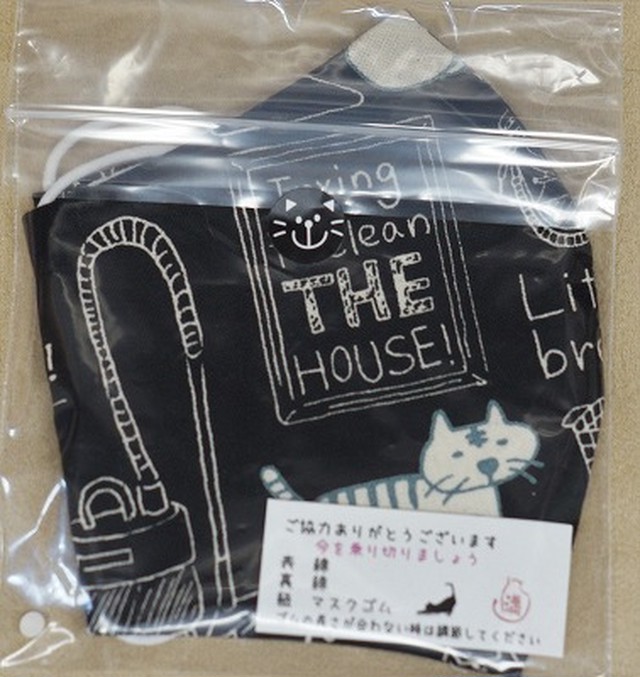 clean
THE
HOUSE!
Lit
br
ご協力ありがとうございます
今を乗り切りましょう
表 綿
裏 綿
紐 マスクゴム
ゴムの長さが合わない時は調節してください